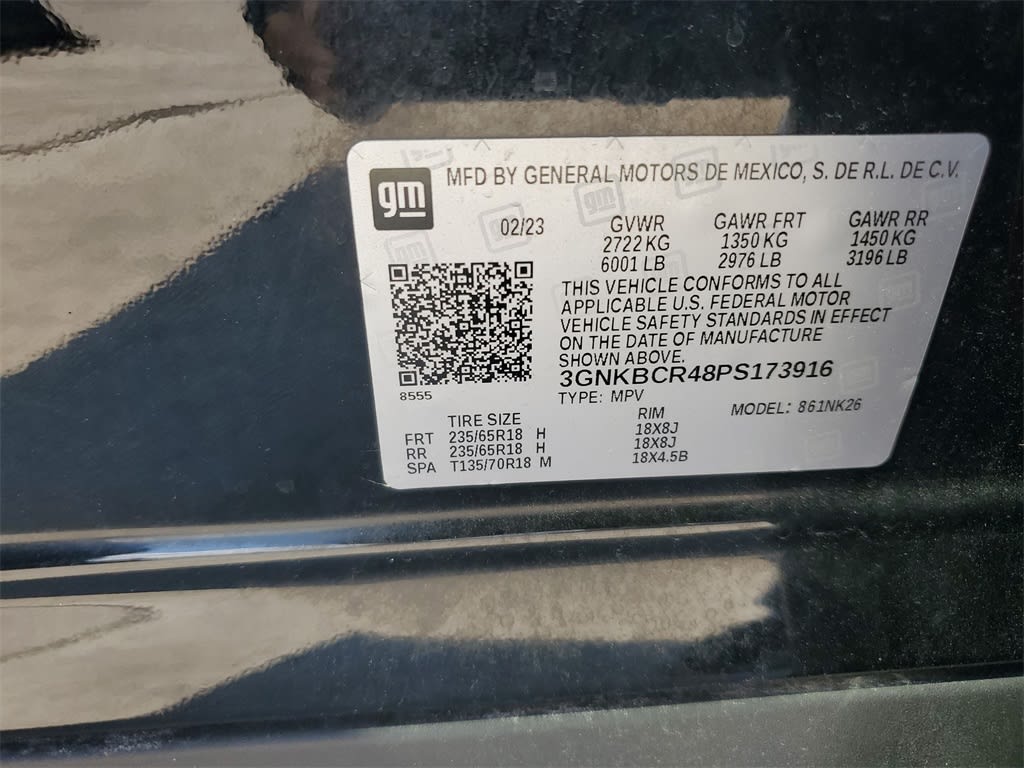 gm
MFD BY GENERAL MOTORS DE MEXICO, S. DE R.L. DE C.V.
02/23 GVWR GAWR FRT GAWR RR
2722 KG 1350 KG 1450 KG
6001 LB 2976 LB 3196 LB
THIS VEHICLE CONFORMS TO ALL
APPLICABLE U.S. FEDERAL MOTOR
VEHICLE SAFETY STANDARDS IN EFFECT
ON THE DATE OF MANUFACTURE
SHOWN ABOVE.
3GNKBCR48PS173916
8555 TYPE: MPV MODEL: 861NK26
TIRE SIZE RIM
FRT 235/65R18 H 18X8J
RR 235/65R18 H 18X8J
SPA T135/70R18 M 18X4.5B